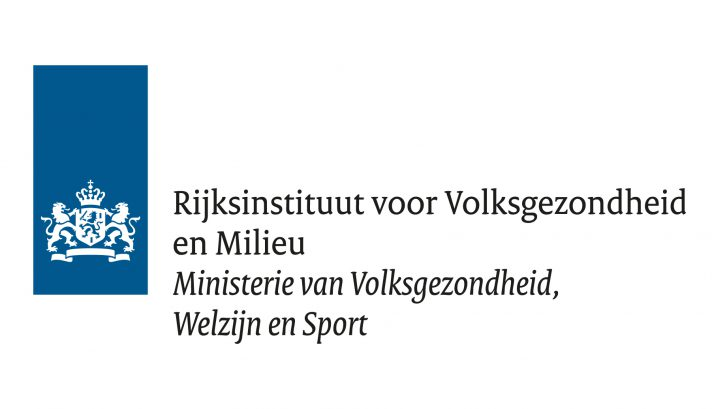 Rijksinstituut voor Volksgezondheid
en Milieu
Ministerie van Volksgezondheid,
Welzijn en Sport